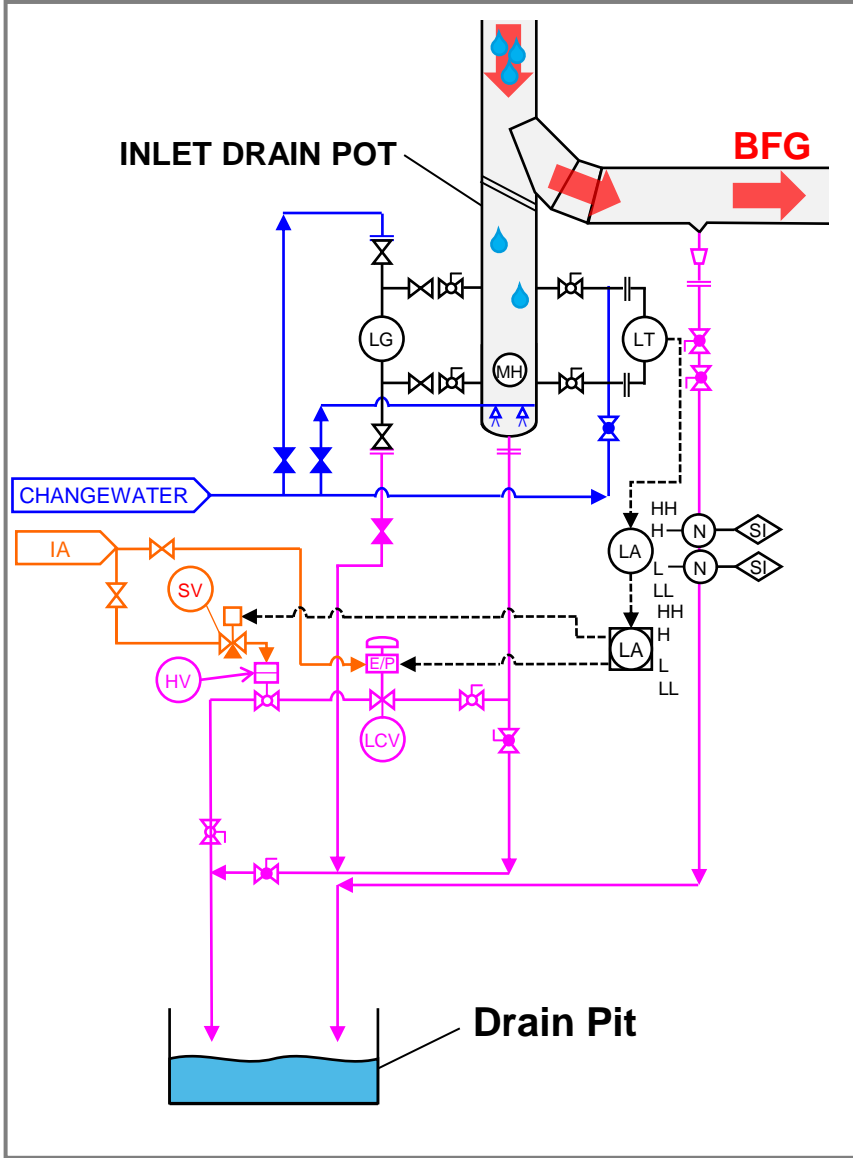 BFG
INLET DRAIN POT
LG
LT
MH
CHANGEWATER
HH
H
N
SI
IA
LA
L
N
SI
LL
SV
HH
H
LA
E/P
L
HV
LL
LCV
Drain Pit